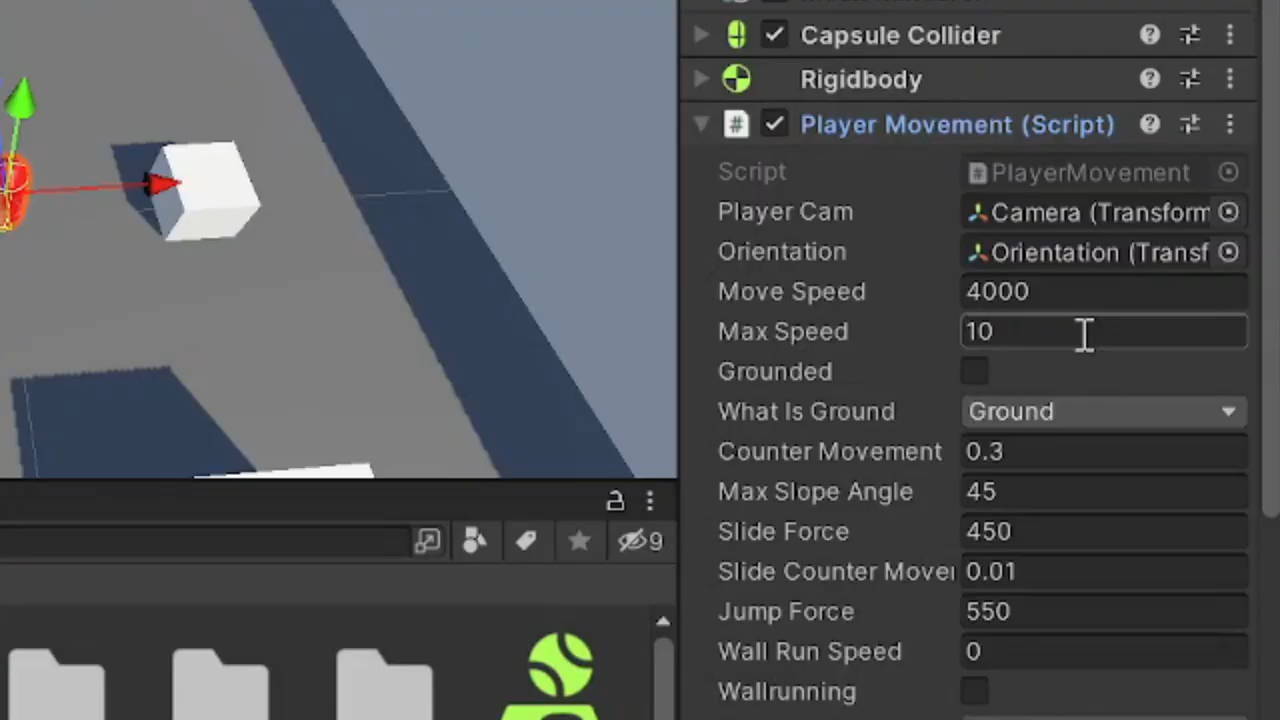 Capsule Collider
Rigidbody
# Player Movement (Script)
Script # PlayerMovement
Player Cam Camera (Transform
Orientation Orientation (Transf
Move Speed 4000
Max Speed 10
Grounded
What Is Ground Ground
Counter Movement 0.3
Max Slope Angle 45
Slide Force 450
Slide Counter Mover 0.01
Jump Force 550
Wall Run Speed 0
Wallrunning
9